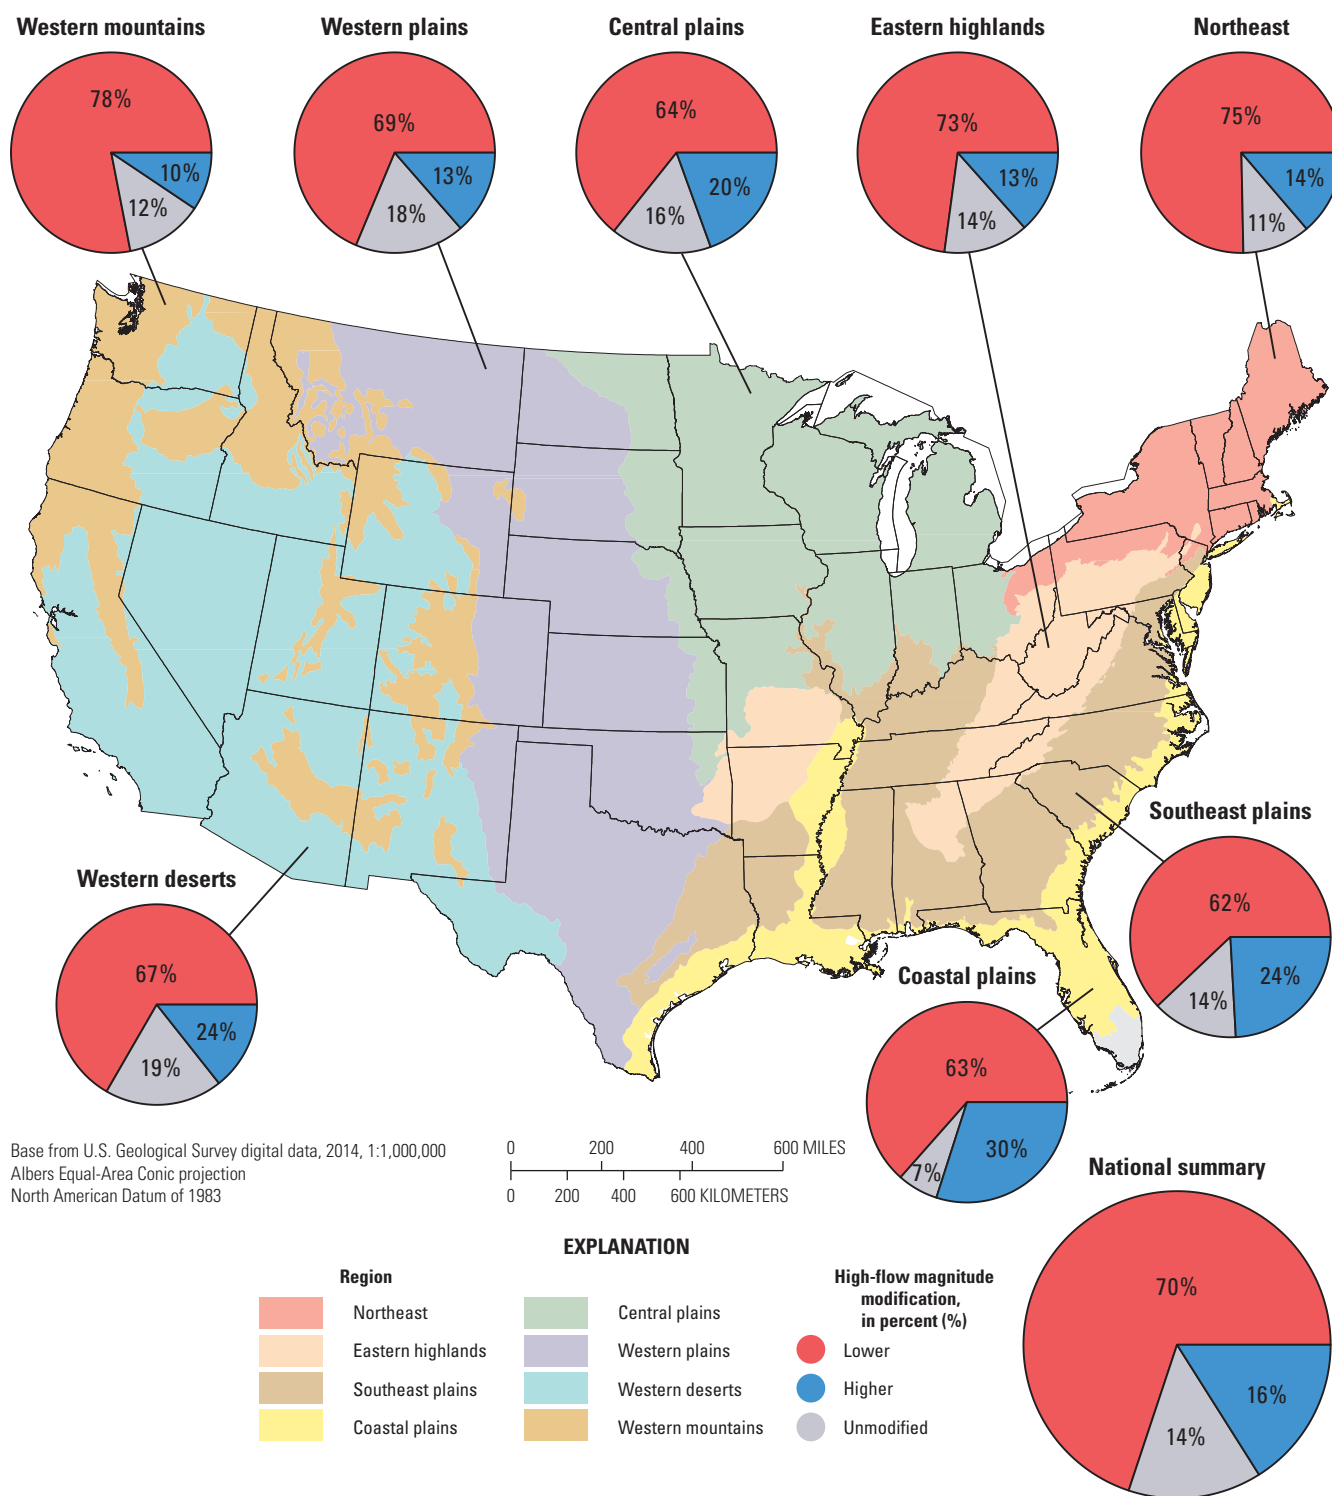 Western mountains
78%
10%
12%
Western plains
69%
13%
18%
Central plains
64%
20%
16%
Eastern highlands
73%
13%
14%
Northeast
75%
14%
11%
Southeast plains
62%
24%
14%
Western deserts
67%
24%
19%
Coastal plains
63%
30%
7%
Base from U.S. Geological Survey digital data, 2014, 1:1,000,000
Albers Equal-Area Conic projection
North American Datum of 1983
0 200 400 600 MILES
0 200 400 600 KILOMETERS
National summary
70%
16%
14%
EXPLANATION
Region
Northeast
Eastern highlands
Southeast plains
Coastal plains
Central plains
Western plains
Western deserts
Western mountains
High-flow magnitude
modification,
in percent (%)
Lower
Higher
Unmodified